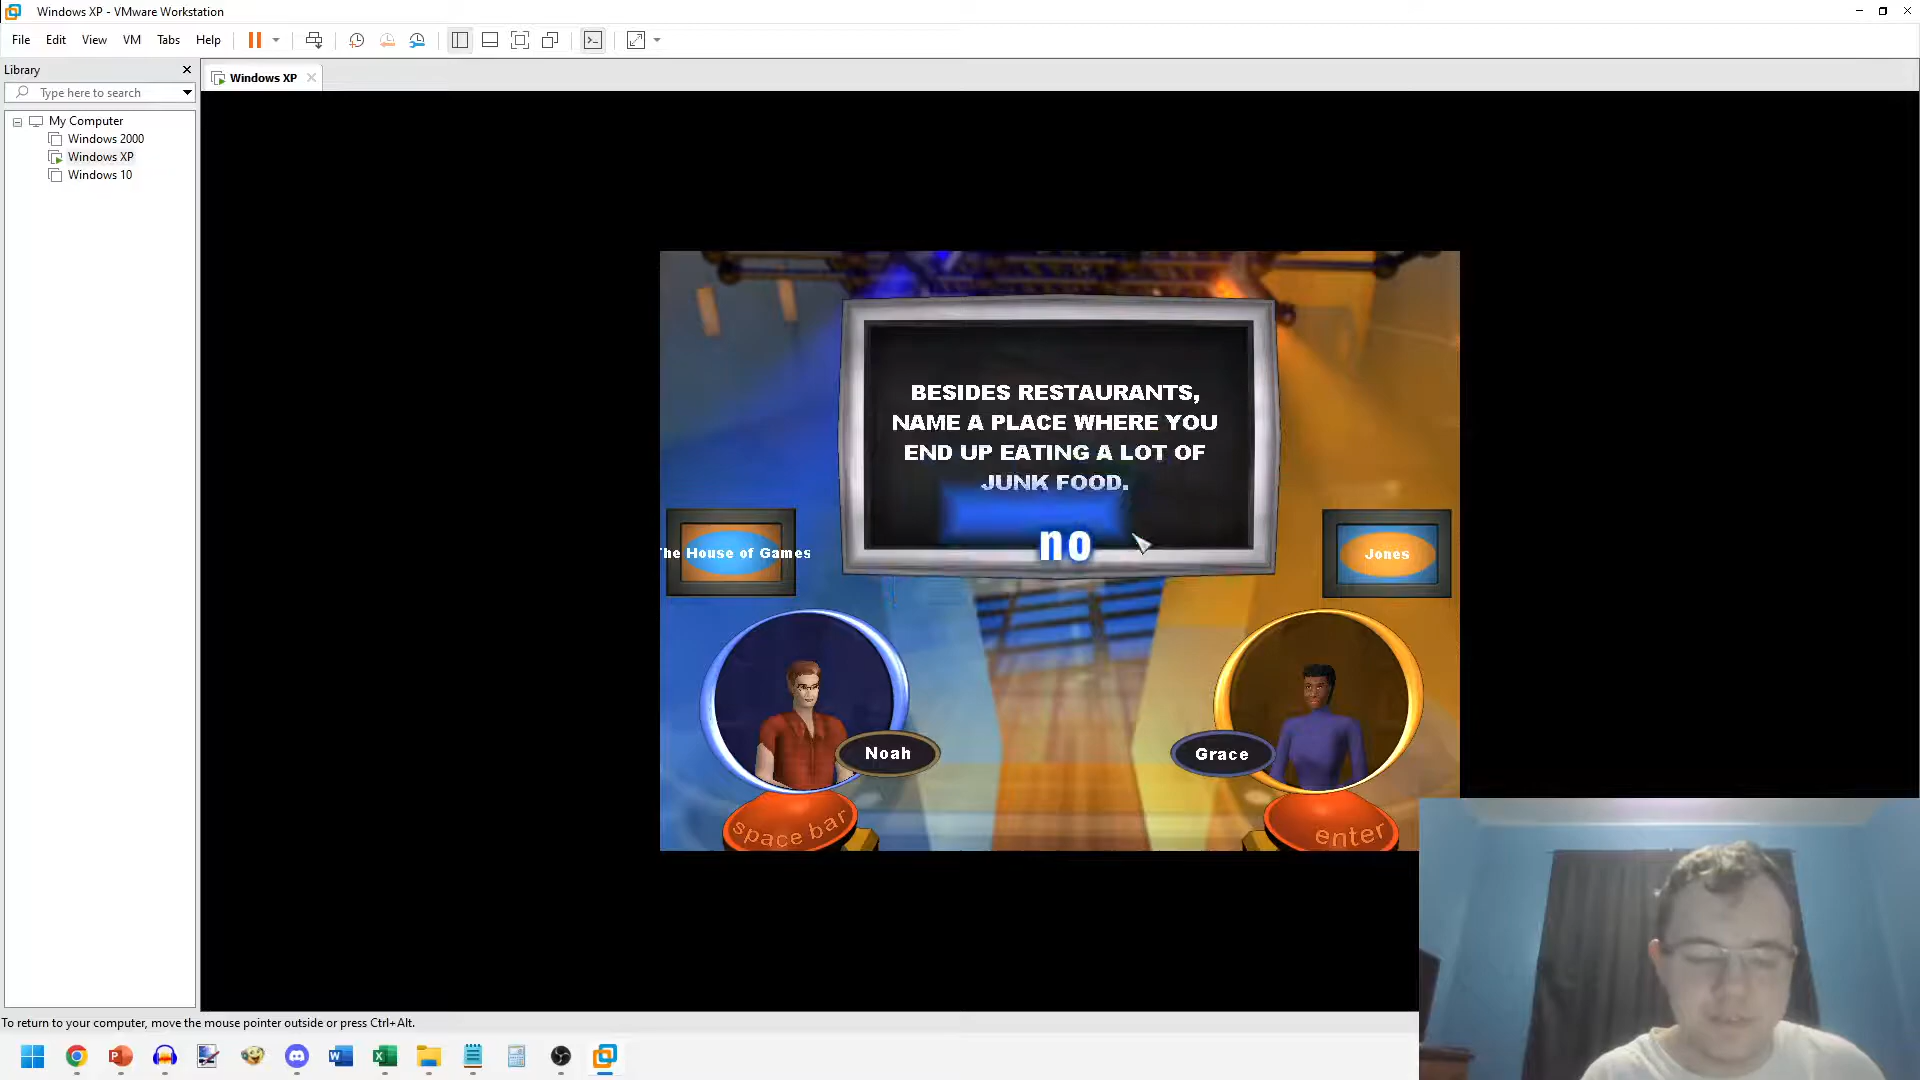 Windows XP - VMware Workstation
File Edit View VM Tabs Help
Library
Windows XP
Type here to search
My Computer
Windows 2000
Windows XP
Windows 10
BESIDES RESTAURANTS,
NAME A PLACE WHERE YOU
END UP EATING A LOT OF
JUNK FOOD.
no
he House of Games
Jones
Noah
Grace
space bar
enter
To return to your computer, move the mouse pointer outside or press Ctrl+Alt.